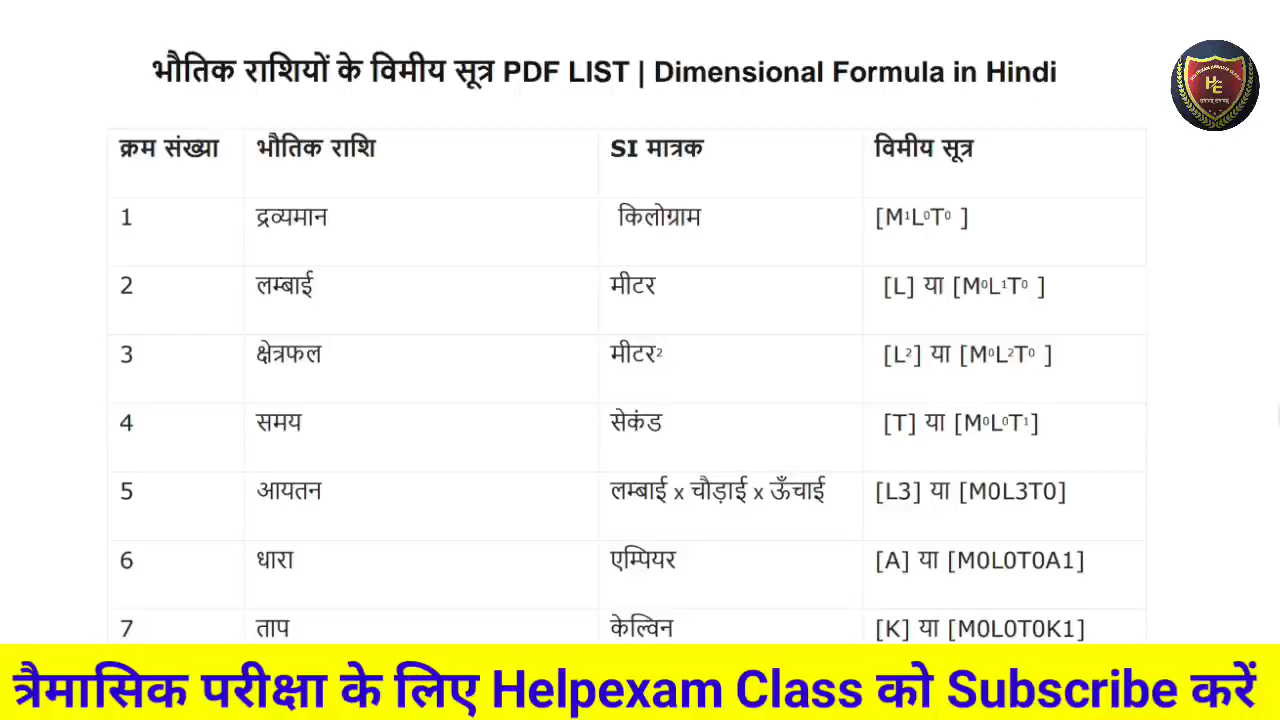 भौतिक राशियों के विमीय सूत्र PDF LIST | Dimensional Formula in Hindi
HE
क्रम संख्या भौतिक राशि SI मात्रक विमीय सूत्र
1 द्रव्यमान किलोग्राम [M¹L⁰T⁰ ]
2 लम्बाई मीटर [L] या [M⁰L¹T⁰ ]
3 क्षेत्रफल मीटर² [L²] या [M⁰L²T⁰ ]
4 समय सेकंड [T] या [M⁰L⁰T¹]
5 आयतन लम्बाई x चौड़ाई x ऊँचाई [L3] या [M0L3T0]
6 धारा एम्पियर [A] या [M0L0T0A1]
7 ताप केल्विन [K] या [M0L0T0K1]
त्रैमासिक परीक्षा के लिए Helpexam Class को Subscribe करें